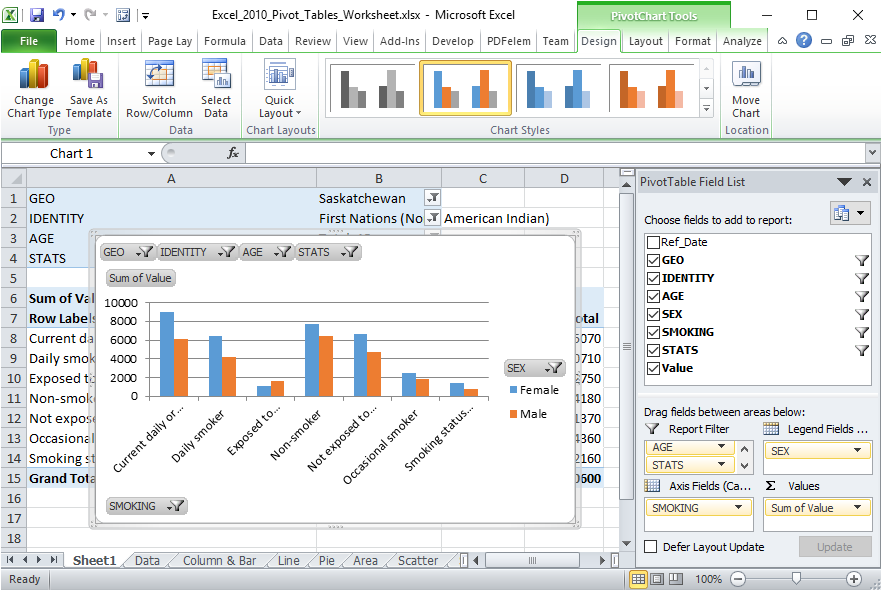 Excel_2010_Pivot_Tables_Worksheet.xlsx - Microsoft Excel
PivotChart Tools
File Home Insert Page Lay Formula Data Review View Add-Ins Develop PDFelem Team Design Layout Format Analyze
Change Chart Type
Save As Template
Type
Switch Row/Column
Select Data
Data
Quick Layout
Chart Layouts
Chart Styles
Move Chart
Location
Chart 1
fx
A B C D
1 GEO Saskatchewan
2 IDENTITY First Nations (No American Indian)
3 AGE
4 STATS
5
6 Sum of Val
7 Row Labels otal
8 Current da 5070
9 Daily smok 0710
10 Exposed to 2750
11 Non-smok 4180
12 Not expose 1370
13 Occasional 4360
14 Smoking st 2160
15 Grand Tota 0600
16
17
18
GEO IDENTITY AGE STATS
Sum of Value
10000
8000
6000
4000
2000
0
Current daily or...
Daily smoker
Exposed to...
Non-smoker
Not exposed to...
Occasional smoker
Smoking status...
SEX
Female
Male
SMOKING
PivotTable Field List
Choose fields to add to report:
Ref_Date
GEO
IDENTITY
AGE
SEX
SMOKING
STATS
Value
Drag fields between areas below:
Report Filter
AGE
STATS
Legend Fields ...
SEX
Axis Fields (Ca...
SMOKING
Σ Values
Sum of Value
Defer Layout Update
Update
Sheet1 Data Column & Bar Line Pie Area Scatter
Ready
100%